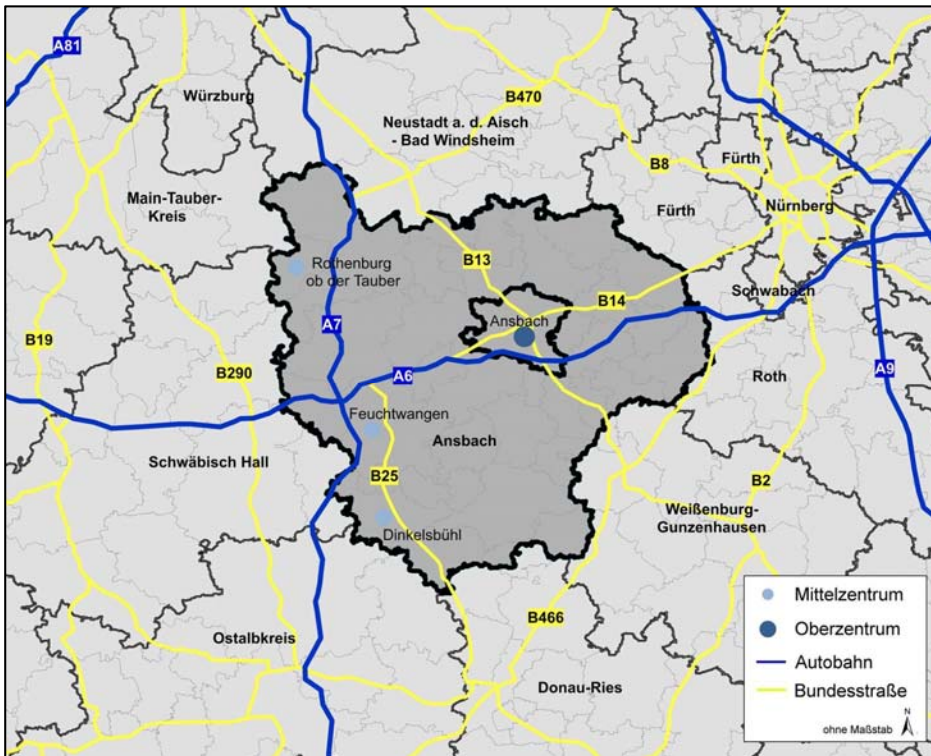 A81
Würzburg
B470
Neustadt a. d. Aisch
- Bad Windsheim
B8
Fürth
Main-Tauber-
Kreis
Fürth
Nürnberg
B13
Rothenburg
ob der Tauber
B14
Schwabach
Ansbach
A7
B19
A6
B290
A9
Roth
Feuchtwangen
Ansbach
Schwäbisch Hall
B25
B2
Weißenburg-
Gunzenhausen
Dinkelsbühl
Ostalbkreis
B466
Donau-Ries
Mittelzentrum
Oberzentrum
Autobahn
Bundesstraße
ohne Maßstab
N